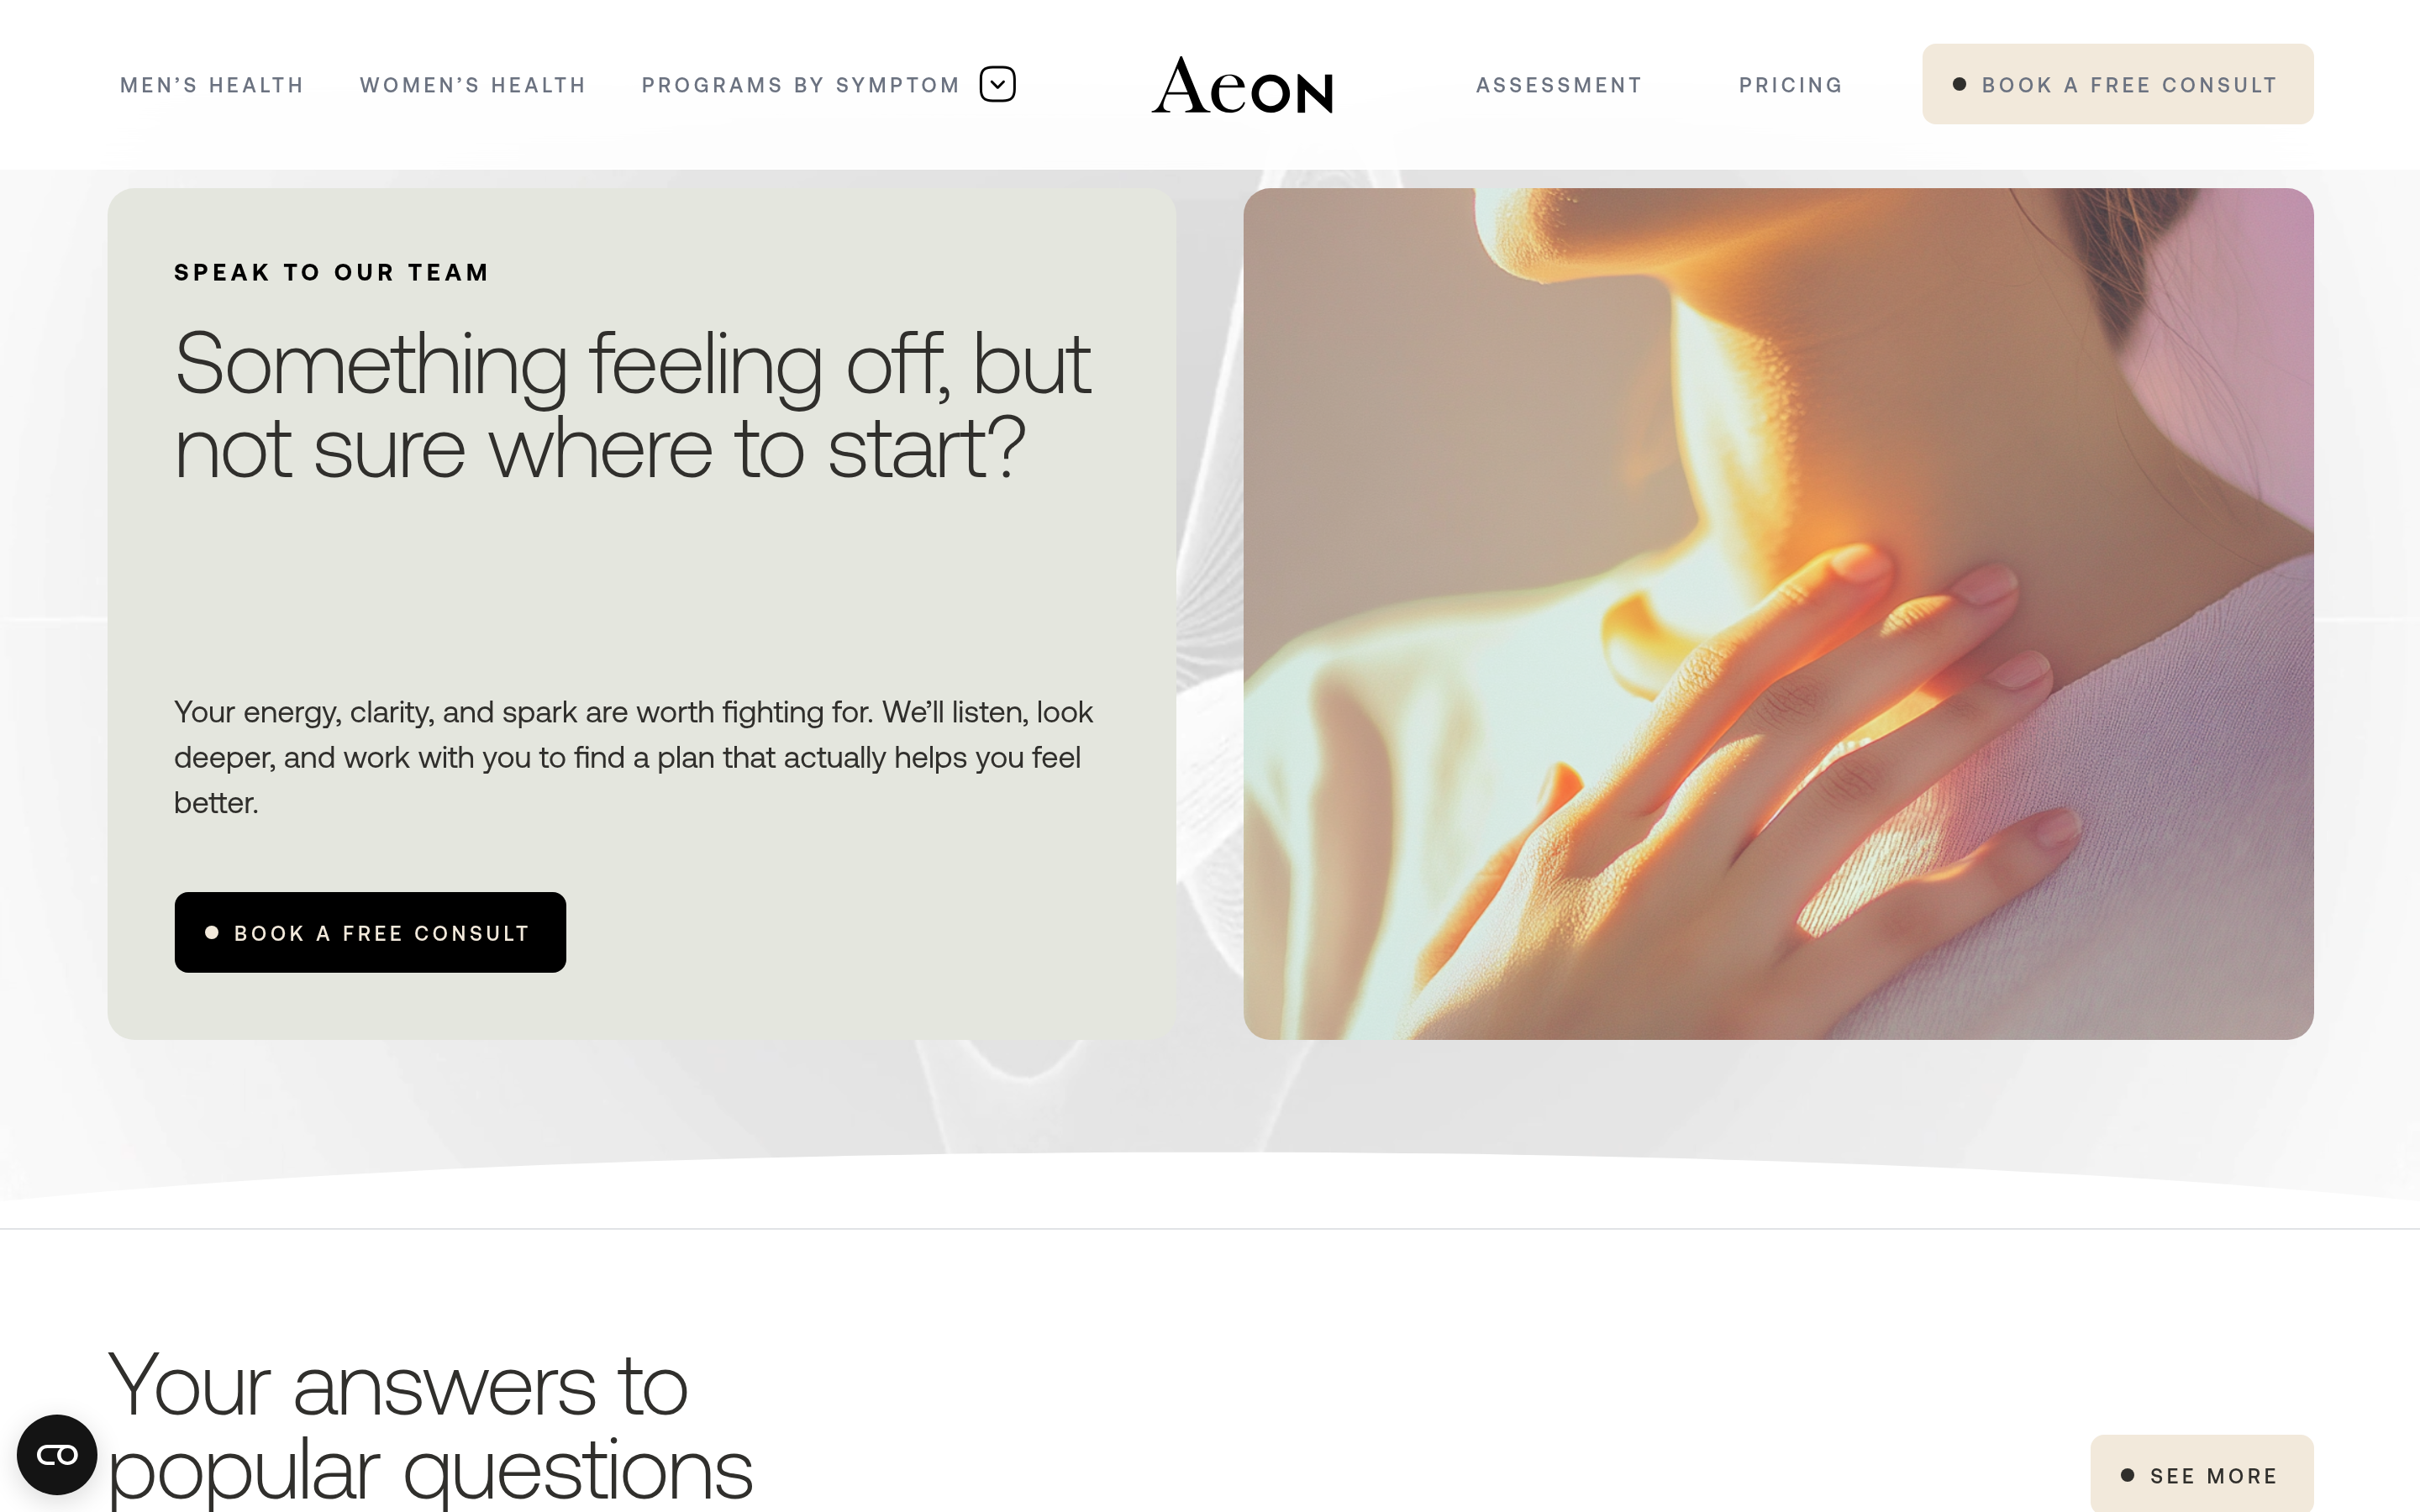 MEN’S HEALTH
WOMEN’S HEALTH
PROGRAMS BY SYMPTOM
AeON
ASSESSMENT
PRICING
BOOK A FREE CONSULT
SPEAK TO OUR TEAM
Something feeling off, but
not sure where to start?
Your energy, clarity, and spark are worth fighting for. We’ll listen, look
deeper, and work with you to find a plan that actually helps you feel
better.
BOOK A FREE CONSULT
Your answers to
popular questions
SEE MORE